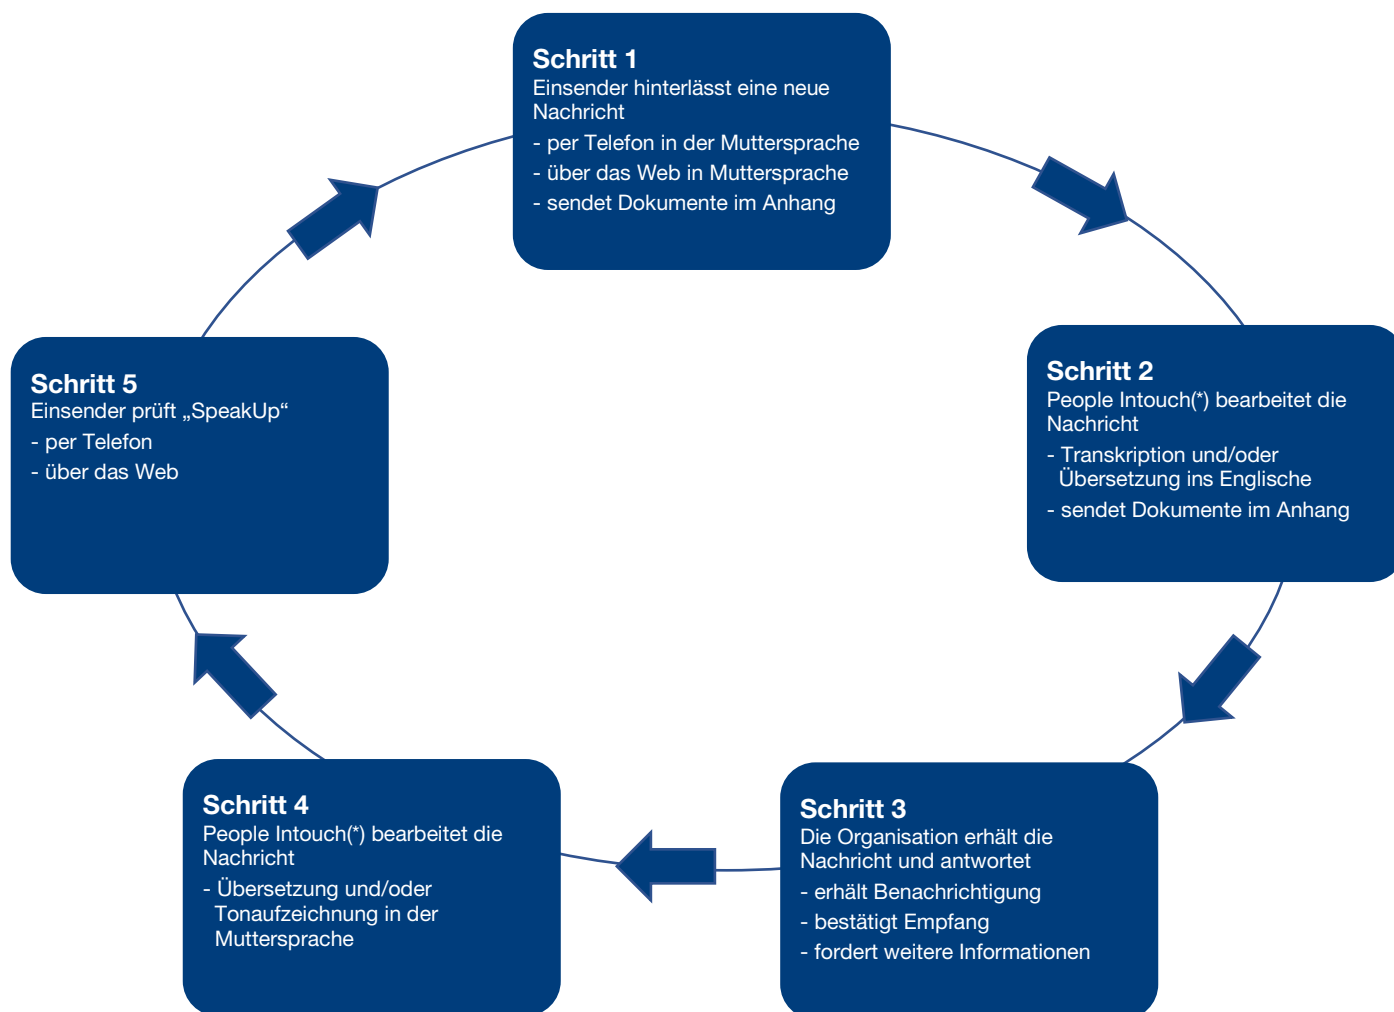 Schritt 1
Einsender hinterlässt eine neue
Nachricht
- per Telefon in der Muttersprache
- über das Web in Muttersprache
- sendet Dokumente im Anhang
Schritt 2
People Intouch(*) bearbeitet die
Nachricht
- Transkription und/oder
Übersetzung ins Englische
- sendet Dokumente im Anhang
Schritt 3
Die Organisation erhält die
Nachricht und antwortet
- erhält Benachrichtigung
- bestätigt Empfang
- fordert weitere Informationen
Schritt 4
People Intouch(*) bearbeitet die
Nachricht
- Übersetzung und/oder
Tonaufzeichnung in der
Muttersprache
Schritt 5
Einsender prüft „SpeakUp“
- per Telefon
- über das Web